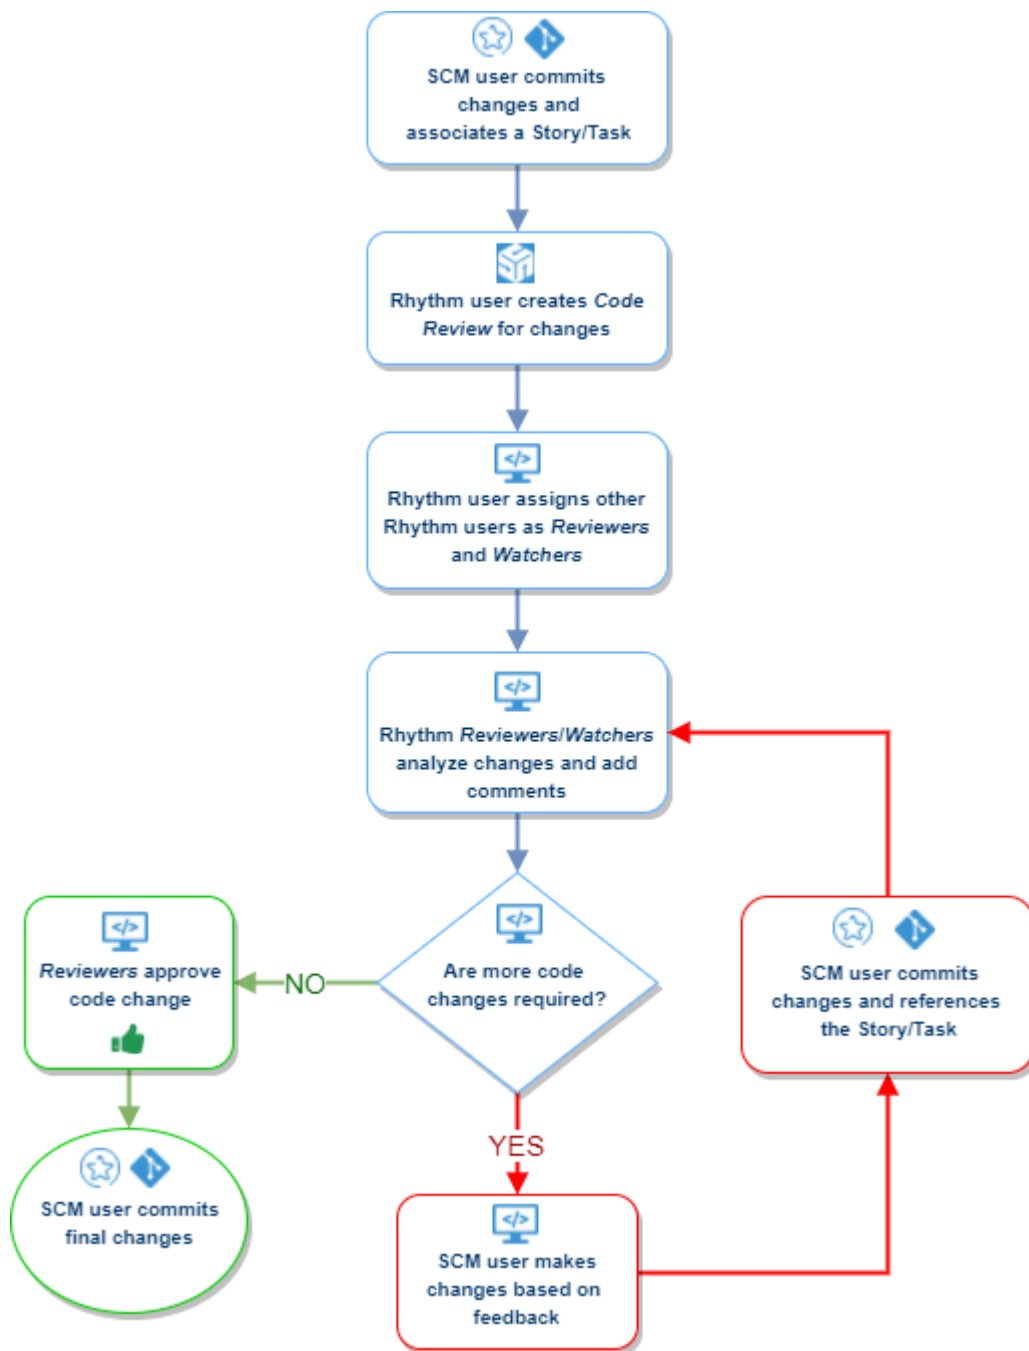 SCM user commits
changes and
associates a Story/Task
Rhythm user creates Code
Review for changes
</>
Rhythm user assigns other
Rhythm users as Reviewers
and Watchers
</>
Rhythm Reviewers/Watchers
analyze changes and add
comments
</>
Are more code
changes required?
NO
</>
Reviewers approve
code change
SCM user commits
final changes
YES
</>
SCM user makes
changes based on
feedback
SCM user commits
changes and references
the Story/Task